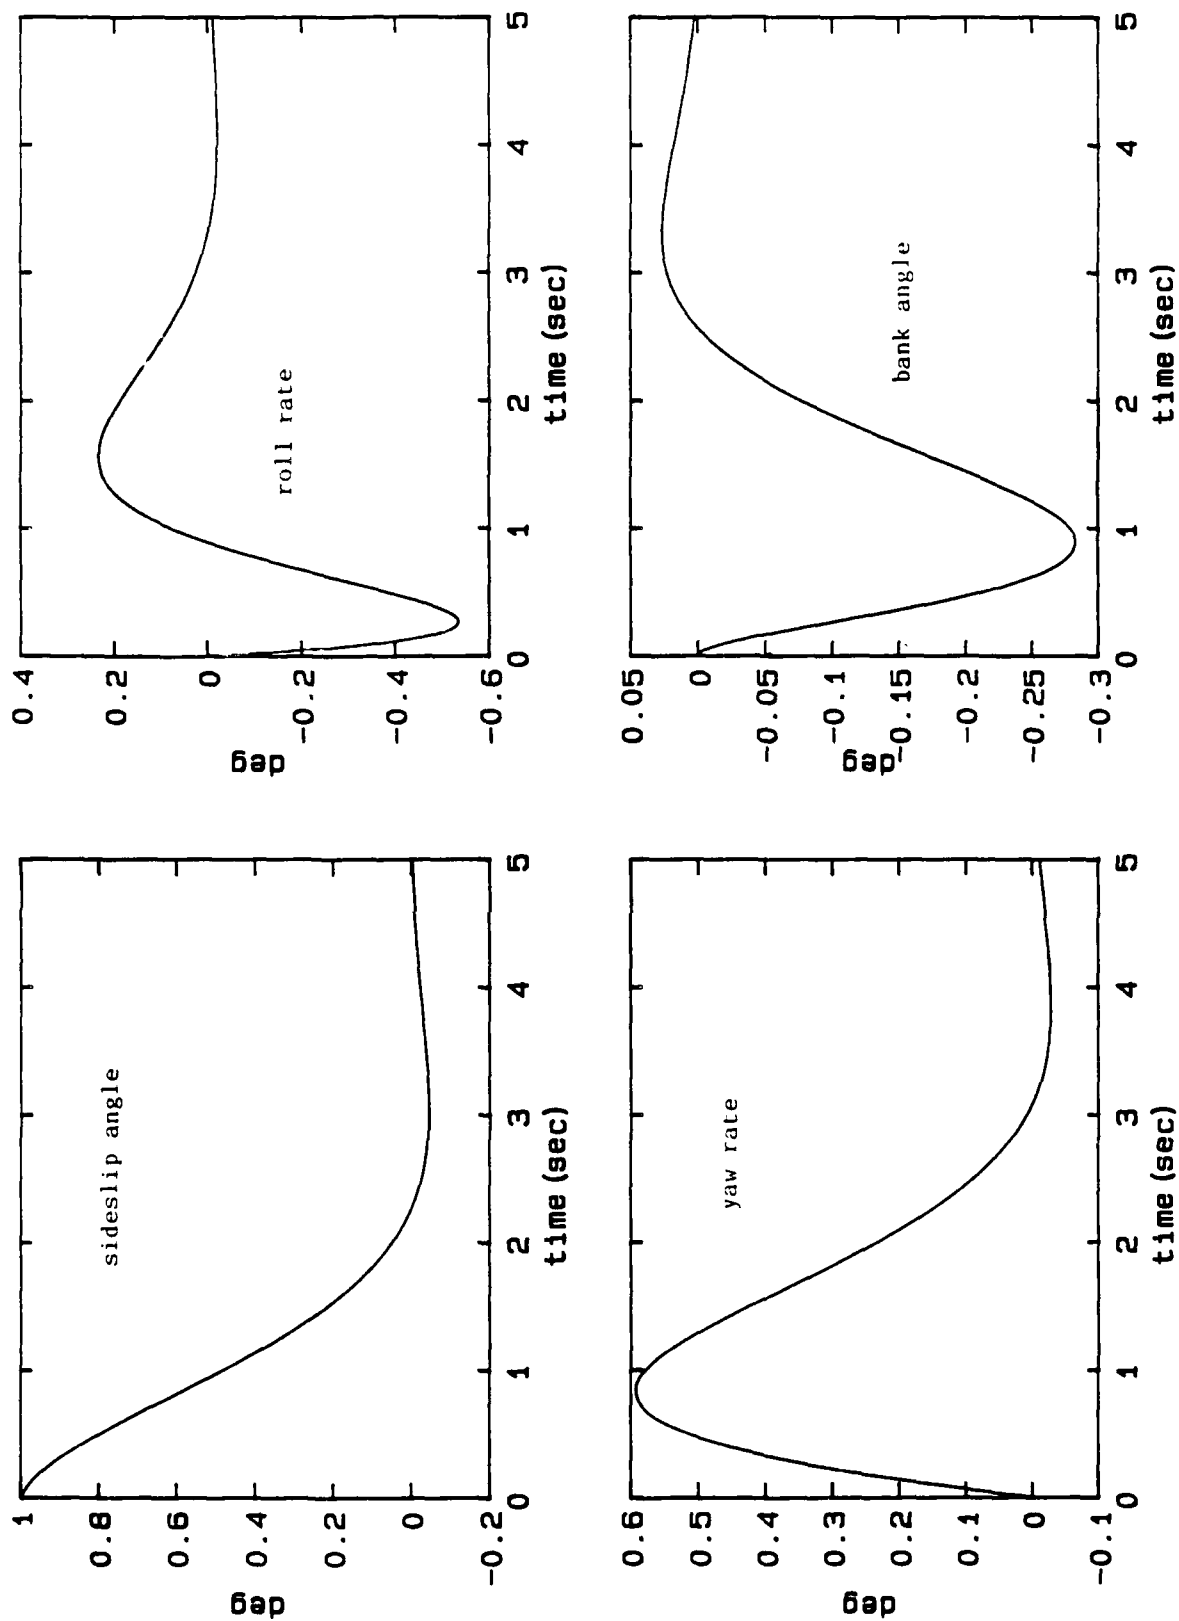 1
0.8
0.6
0.4
0.2
0
-0.2
deg
sideslip angle
0 1 2 3 4 5
time (sec)
0.4
0.2
0
-0.2
-0.4
-0.6
deg
roll rate
0 1 2 3 4 5
time (sec)
0.6
0.5
0.4
0.3
0.2
0.1
0
-0.1
deg
yaw rate
0 1 2 3 4 5
time (sec)
0.05
0
-0.05
-0.1
-0.15
-0.2
-0.25
-0.3
deg
bank angle
0 1 2 3 4 5
time (sec)